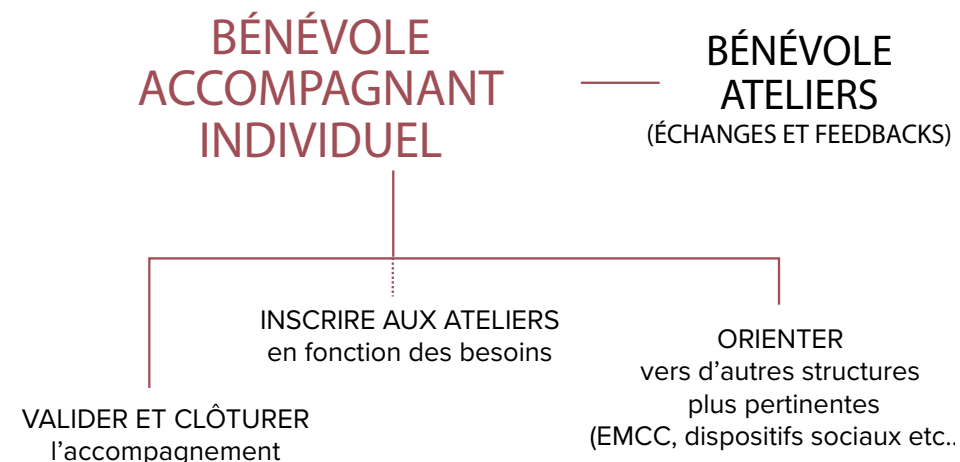 BÉNÉVOLE
ACCOMPAGNANT
INDIVIDUEL
BÉNÉVOLE
ATELIERS
(ÉCHANGES ET FEEDBACKS)
INSCRIRE AUX ATELIERS
en fonction des besoins
ORIENTER
vers d’autres structures
plus pertinentes
(EMCC, dispositifs sociaux etc..
VALIDER ET CLÔTURER
l’accompagnement